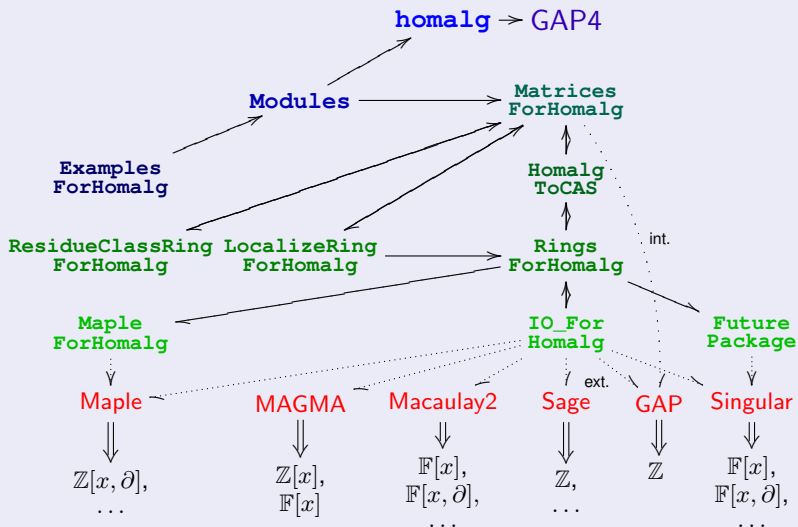 homalg GAP4
Modules
Matrices
ForHomalg
Examples
ForHomalg
Homalg
ToCAS
ResidueClassRing
ForHomalg
LocalizeRing
ForHomalg
Rings
ForHomalg
int.
Maple
ForHomalg
IO_For
Homalg
Future
Package
ext.
Maple
MAGMA
Macaulay2
Sage
GAP
Singular
ℤ[x, ∂],
...
ℤ[x],
𝔽[x]
𝔽[x],
𝔽[x, ∂],
...
ℤ,
...
ℤ
𝔽[x],
𝔽[x, ∂],
...